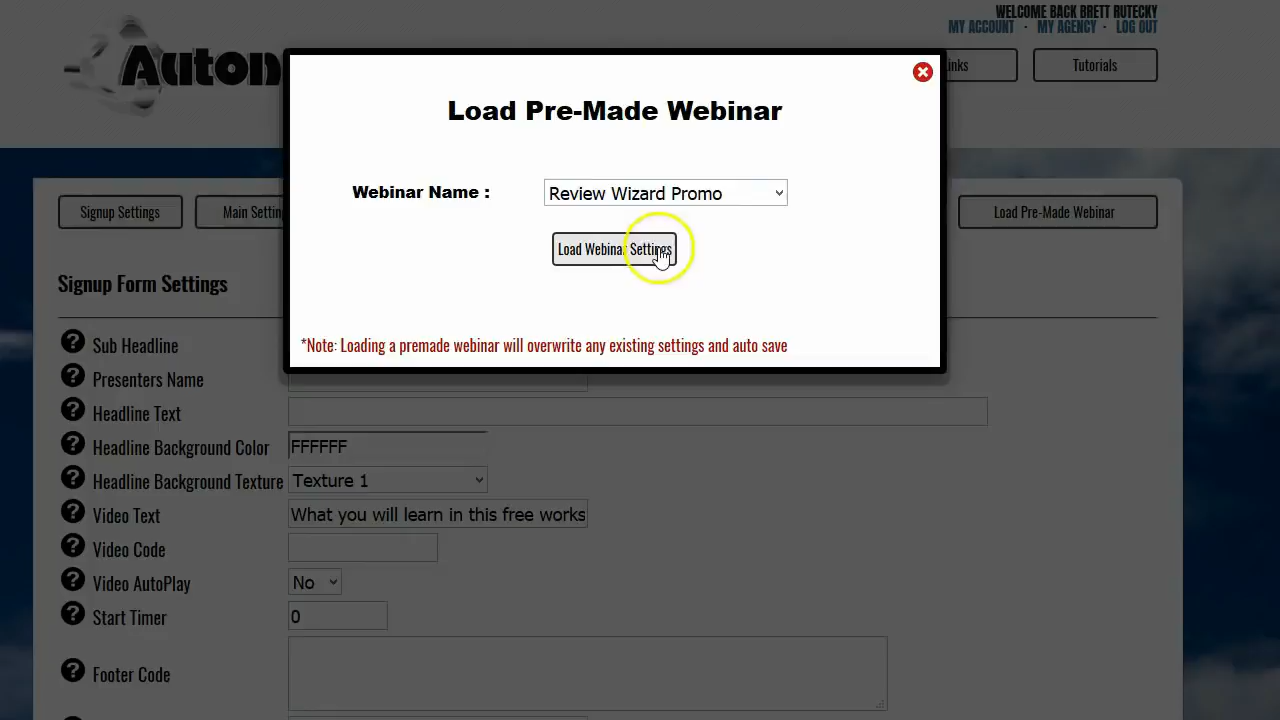 WELCOME BACK BRETT RUTECKY
MY ACCOUNT - MY AGENCY - LOG OUT
Auton
Tutorials
Load Pre-Made Webinar
Webinar Name :
Review Wizard Promo
Load Webinar Settings
*Note: Loading a premade webinar will overwrite any existing settings and auto save
Signup Settings
Load Pre-Made Webinar
Signup Form Settings
? Sub Headline
? Presenters Name
? Headline Text
? Headline Background Color FFFFFF
? Headline Background Texture Texture 1
? Video Text What you will learn in this free works
? Video Code
? Video AutoPlay No
? Start Timer 0
? Footer Code